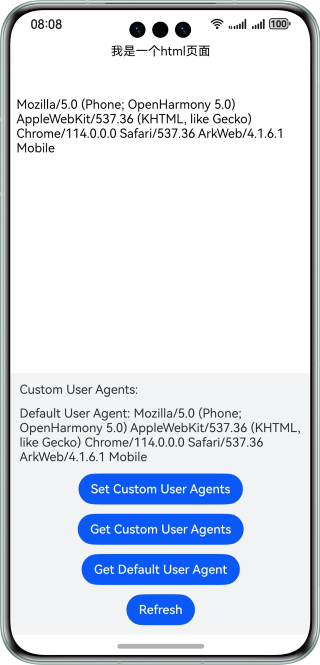 08:08
100
我是一个html页面
Mozilla/5.0 (Phone; OpenHarmony 5.0)
AppleWebKit/537.36 (KHTML, like Gecko)
Chrome/114.0.0.0 Safari/537.36 ArkWeb/4.1.6.1
Mobile
Custom User Agents:
Default User Agent: Mozilla/5.0 (Phone;
OpenHarmony 5.0) AppleWebKit/537.36 (KHTML,
like Gecko) Chrome/114.0.0.0 Safari/537.36
ArkWeb/4.1.6.1 Mobile
Set Custom User Agents
Get Custom User Agents
Get Default User Agent
Refresh